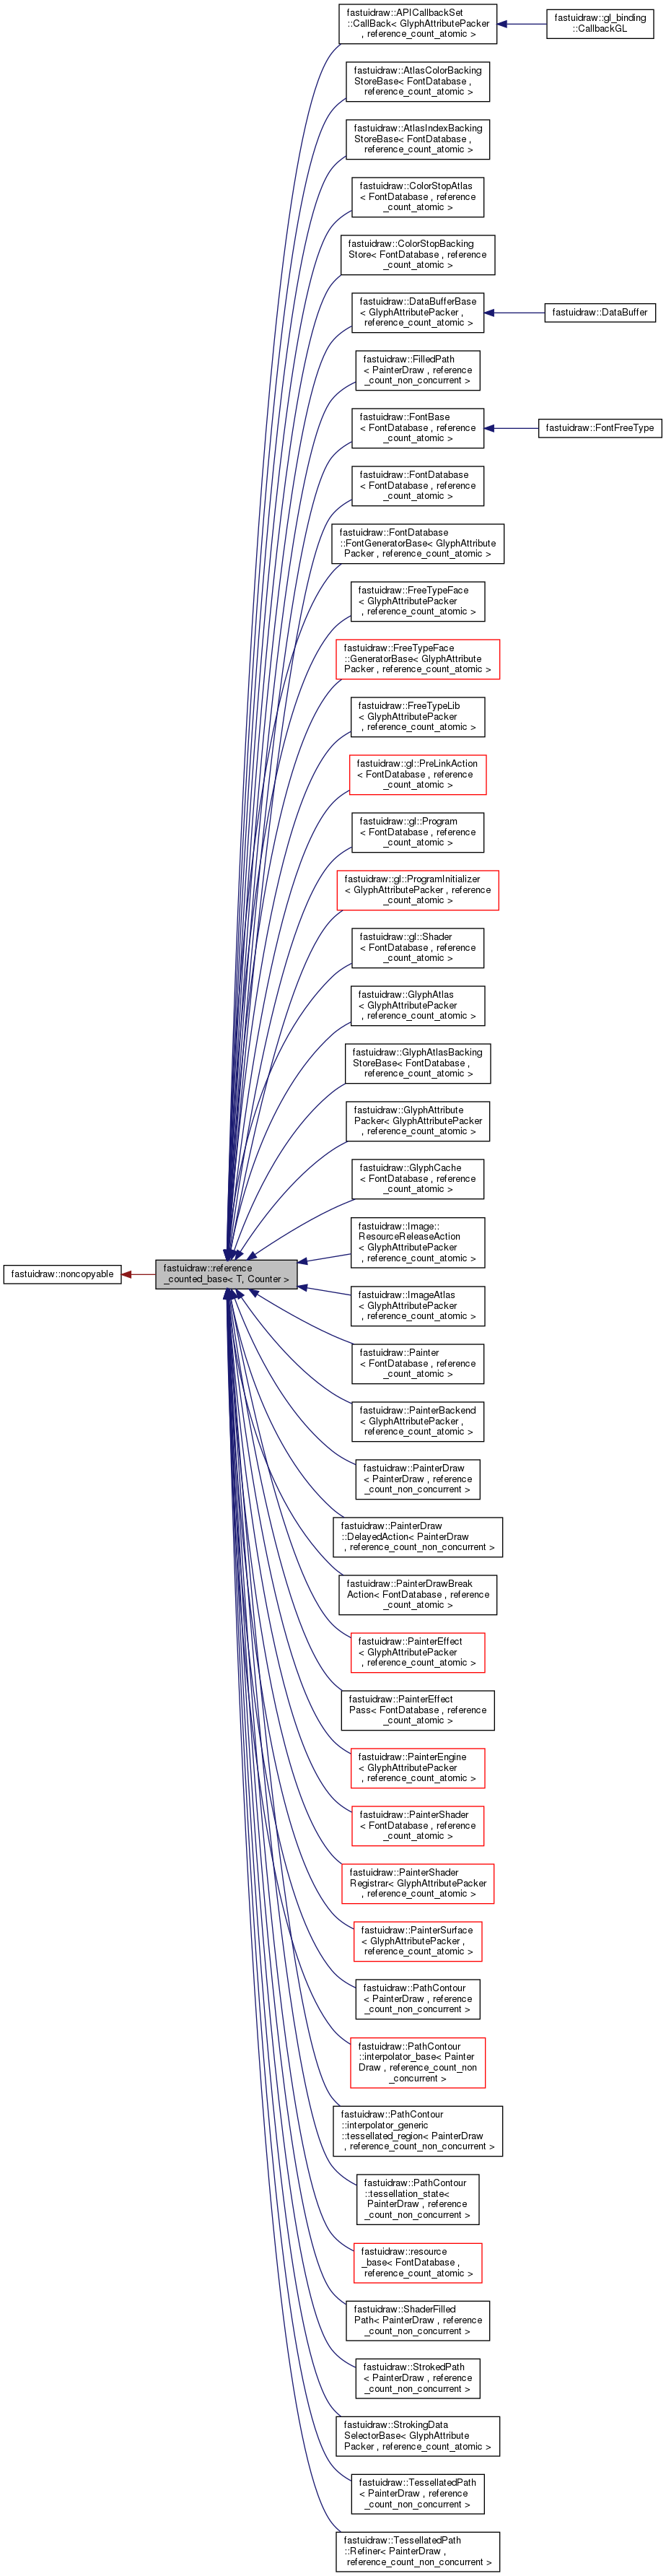 fastuidraw::APICallbackSet
::CallBack< GlyphAttributePacker
, reference_count_atomic >
fastuidraw::gl_binding
::CallbackGL
fastuidraw::AtlasColorBacking
StoreBase< FontDatabase ,
reference_count_atomic >
fastuidraw::AtlasIndexBacking
StoreBase< FontDatabase ,
reference_count_atomic >
fastuidraw::ColorStopAtlas
< FontDatabase , reference
_count_atomic >
fastuidraw::ColorStopBacking
Store< FontDatabase , reference
_count_atomic >
fastuidraw::DataBufferBase
< GlyphAttributePacker ,
reference_count_atomic >
fastuidraw::DataBuffer
fastuidraw::FilledPath
< PainterDraw , reference
_count_non_concurrent >
fastuidraw::FontBase
< FontDatabase , reference
_count_atomic >
fastuidraw::FontFreeType
fastuidraw::FontDatabase
< FontDatabase , reference
_count_atomic >
fastuidraw::FontDatabase
::FontGeneratorBase< GlyphAttribute
Packer , reference_count_atomic >
fastuidraw::FreeTypeFace
< GlyphAttributePacker
, reference_count_atomic >
fastuidraw::FreeTypeFace
::GeneratorBase< GlyphAttribute
Packer , reference_count_atomic >
fastuidraw::FreeTypeLib
< GlyphAttributePacker
, reference_count_atomic >
fastuidraw::gl::PreLinkAction
< FontDatabase , reference
_count_atomic >
fastuidraw::gl::Program
< FontDatabase , reference
_count_atomic >
fastuidraw::gl::ProgramInitializer
< GlyphAttributePacker , reference
_count_atomic >
fastuidraw::gl::Shader
< FontDatabase , reference
_count_atomic >
fastuidraw::GlyphAtlas
< GlyphAttributePacker
, reference_count_atomic >
fastuidraw::GlyphAtlasBacking
StoreBase< FontDatabase ,
reference_count_atomic >
fastuidraw::GlyphAttribute
Packer< GlyphAttributePacker
, reference_count_atomic >
fastuidraw::GlyphCache
< FontDatabase , reference
_count_atomic >
fastuidraw::Image::
ResourceReleaseAction
< GlyphAttributePacker
, reference_count_atomic >
fastuidraw::noncopyable
fastuidraw::reference
_counted_base< T, Counter >
fastuidraw::ImageAtlas
< GlyphAttributePacker
, reference_count_atomic >
fastuidraw::Painter
< FontDatabase , reference
_count_atomic >
fastuidraw::PainterBackend
< GlyphAttributePacker ,
reference_count_atomic >
fastuidraw::PainterDraw
< PainterDraw , reference
_count_non_concurrent >
fastuidraw::PainterDraw
::DelayedAction< PainterDraw
, reference_count_non_concurrent >
fastuidraw::PainterDrawBreak
Action< FontDatabase , reference
_count_atomic >
fastuidraw::PainterEffect
< GlyphAttributePacker
, reference_count_atomic >
fastuidraw::PainterEffect
Pass< FontDatabase , reference
_count_atomic >
fastuidraw::PainterEngine
< GlyphAttributePacker
, reference_count_atomic >
fastuidraw::PainterShader
< FontDatabase , reference
_count_atomic >
fastuidraw::PainterShader
Registrar< GlyphAttributePacker
, reference_count_atomic >
fastuidraw::PainterSurface
< GlyphAttributePacker ,
reference_count_atomic >
fastuidraw::PathContour
< PainterDraw , reference
_count_non_concurrent >
fastuidraw::PathContour
::interpolator_base< Painter
Draw , reference_count_non
_concurrent >
fastuidraw::PathContour
::interpolator_generic
::tessellated_region< PainterDraw
, reference_count_non_concurrent >
fastuidraw::PathContour
::tessellation_state<
PainterDraw , reference
_count_non_concurrent >
fastuidraw::resource
_base< FontDatabase ,
reference_count_atomic >
fastuidraw::ShaderFilled
Path< PainterDraw , reference
_count_non_concurrent >
fastuidraw::StrokedPath
< PainterDraw , reference
_count_non_concurrent >
fastuidraw::StrokingData
SelectorBase< GlyphAttribute
Packer , reference_count_atomic >
fastuidraw::TessellatedPath
< PainterDraw , reference
_count_non_concurrent >
fastuidraw::TessellatedPath
::Refiner< PainterDraw ,
reference_count_non_concurrent >